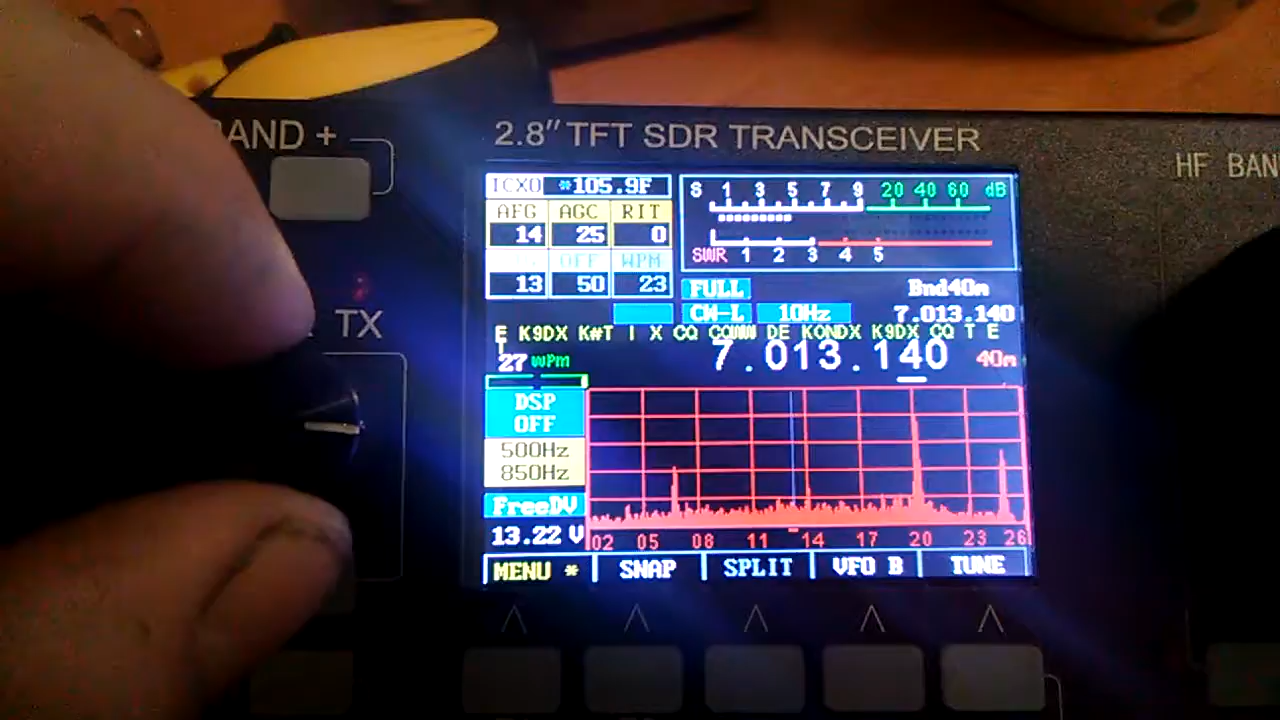 BAND +
2.8" TFT SDR TRANSCEIVER
HF BAN
TCXO *105.9F
AFG AGC RIT
14 25 0
OFF WPM
13 50 23
S 1 3 5 7 9 20 40 60 dB
SWR 1 2 3 4 5
FULL Bnd40m
CW-L 10Hz 7.013.140
TX
E K9DX K#T I X CQ CQWW DE K0NDX K9DX CQ T E
27 WPM
7.013.140 40m
DSP
OFF
500Hz
850Hz
FreeDV
13.22 V
02 05 08 11 14 17 20 23 26
MENU * SNAP SPLIT VFO B TUNE